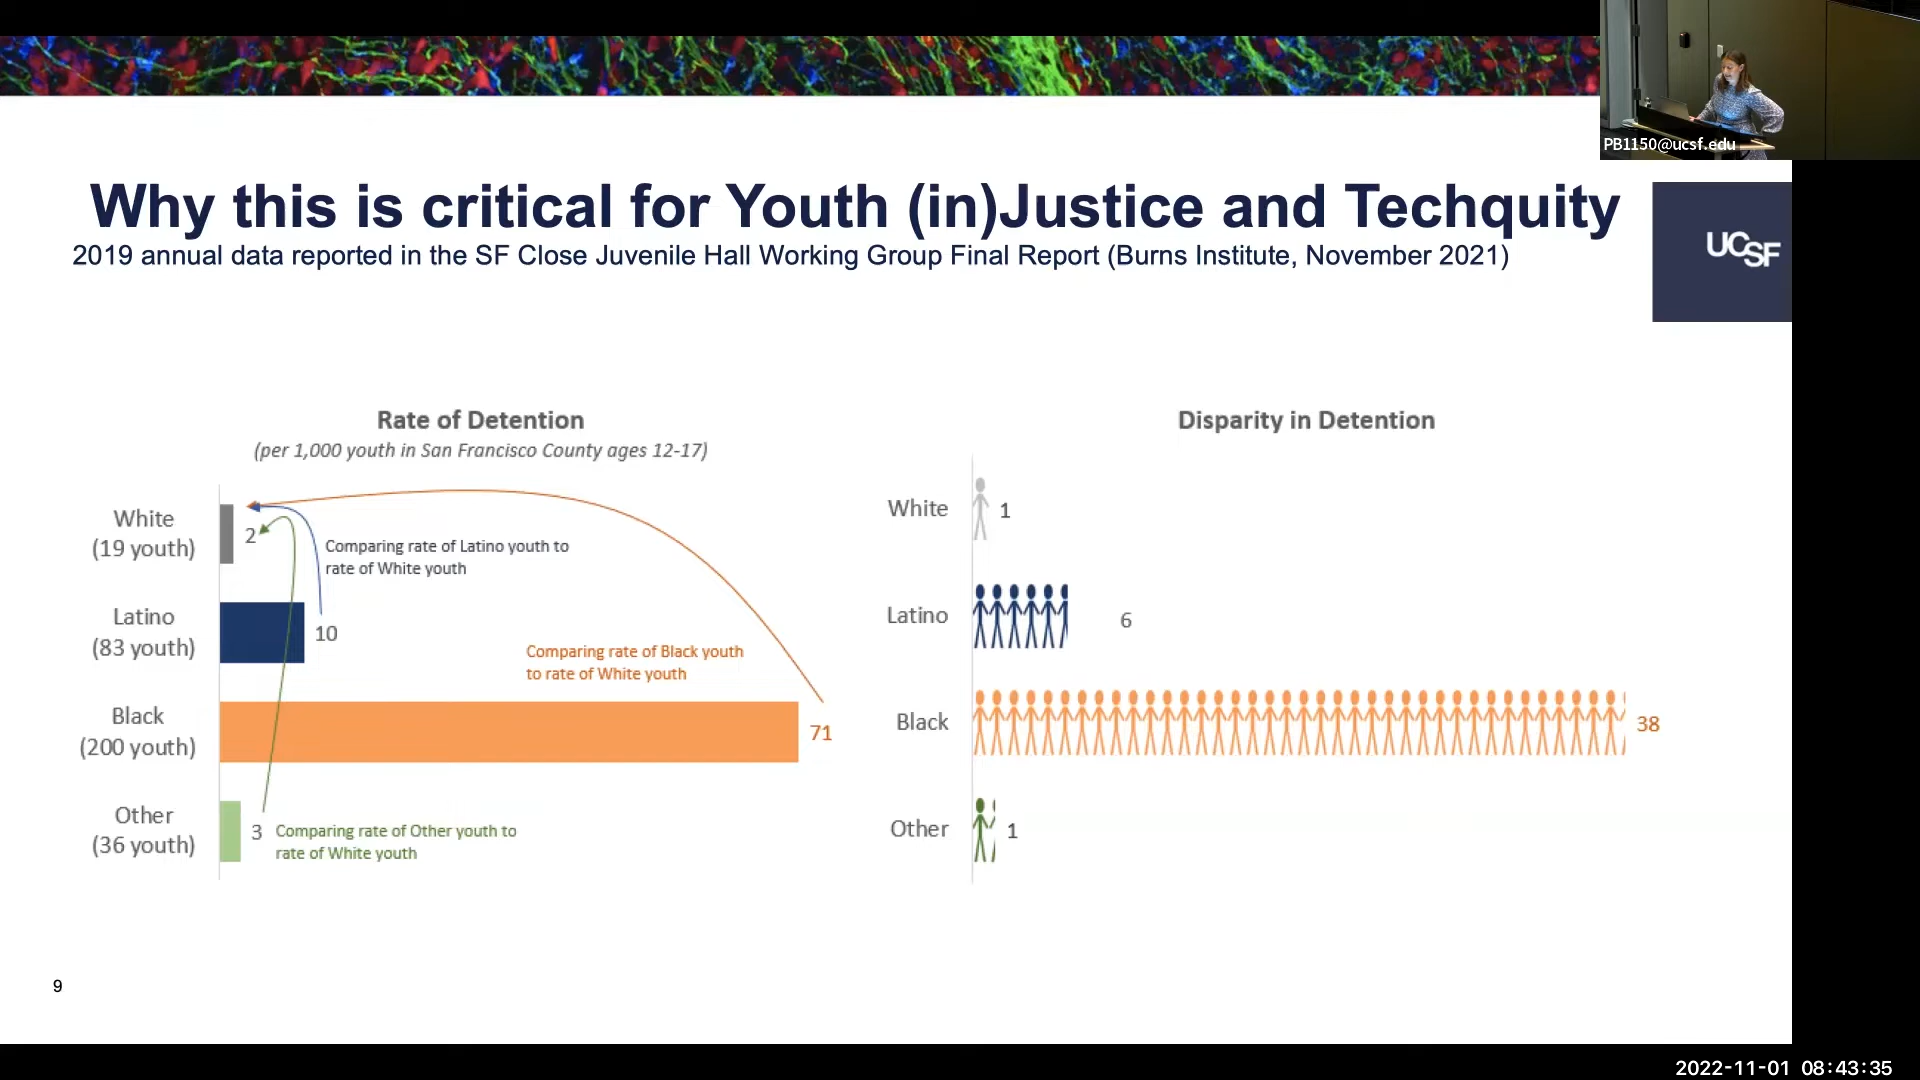 PB1150@ucsf.edu
Why this is critical for Youth (in)Justice and Techquity
2019 annual data reported in the SF Close Juvenile Hall Working Group Final Report (Burns Institute, November 2021)
UCSF
Rate of Detention
(per 1,000 youth in San Francisco County ages 12-17)
White
(19 youth)
2
Comparing rate of Latino youth to
rate of White youth
Latino
(83 youth)
10
Comparing rate of Black youth
to rate of White youth
Black
(200 youth)
71
Other
(36 youth)
3
Comparing rate of Other youth to
rate of White youth
Disparity in Detention
White
1
Latino
6
Black
38
Other
1
9
2022-11-01 08:43:35